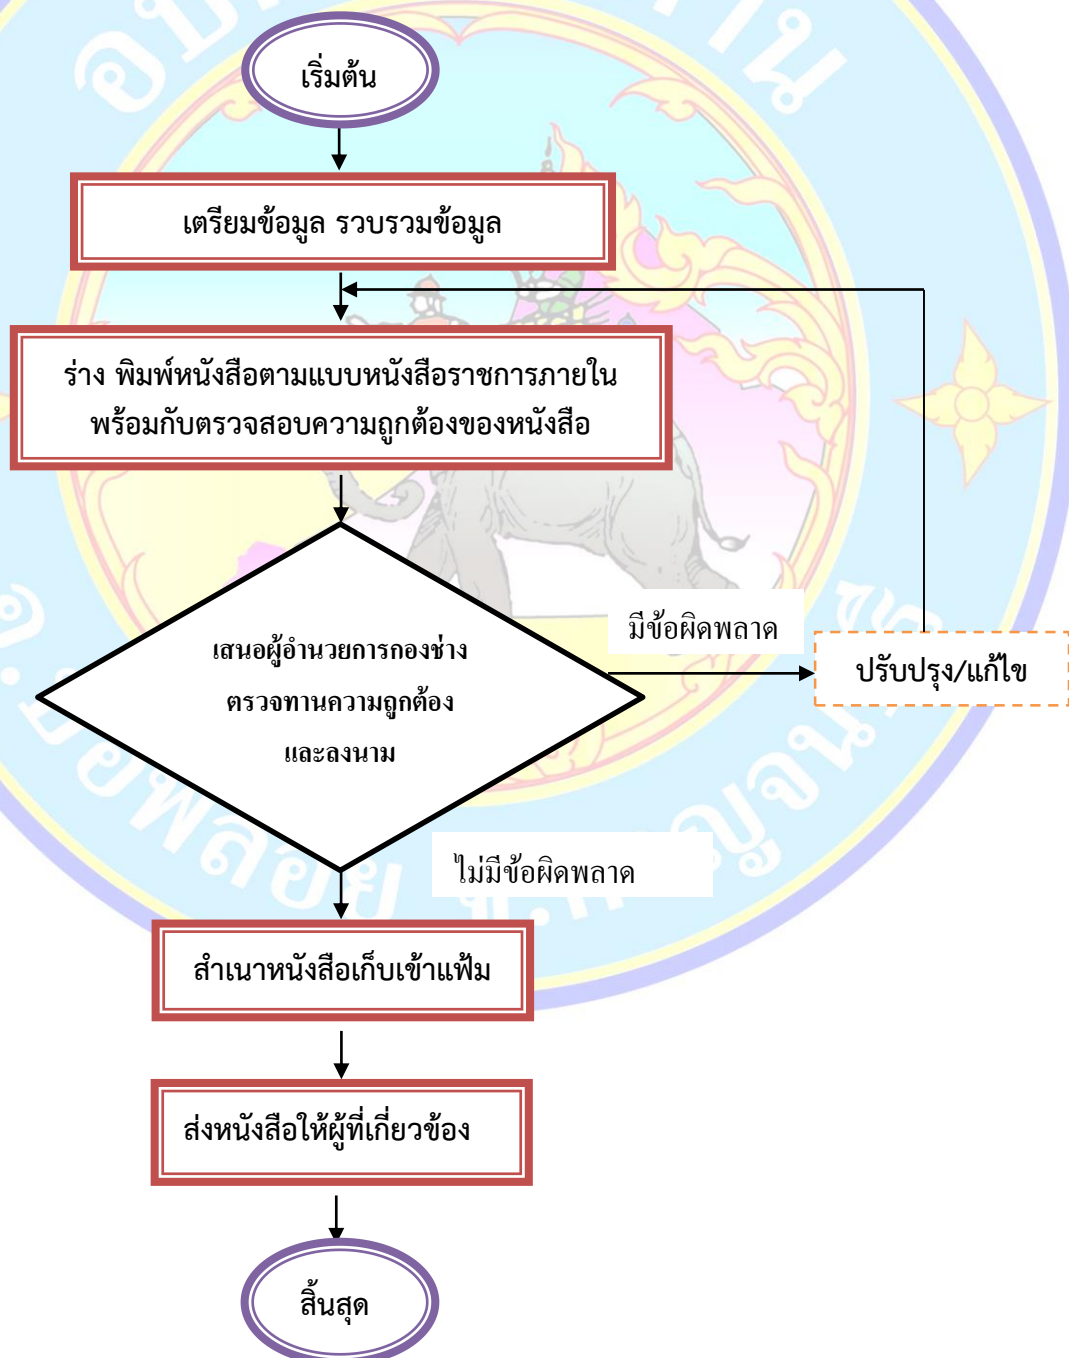 เริ่มต้น
เตรียมข้อมูล รวบรวมข้อมูล
ร่าง พิมพ์หนังสือตามแบบหนังสือราชการภายใน
พร้อมกับตรวจสอบความถูกต้องของหนังสือ
เสนอผู้อำนวยการกองช่าง
ตรวจทานความถูกต้อง
และลงนาม
มีข้อผิดพลาด
ปรับปรุง/แก้ไข
ไม่มีข้อผิดพลาด
สำเนาหนังสือเก็บเข้าแฟ้ม
ส่งหนังสือให้ผู้ที่เกี่ยวข้อง
สิ้นสุด